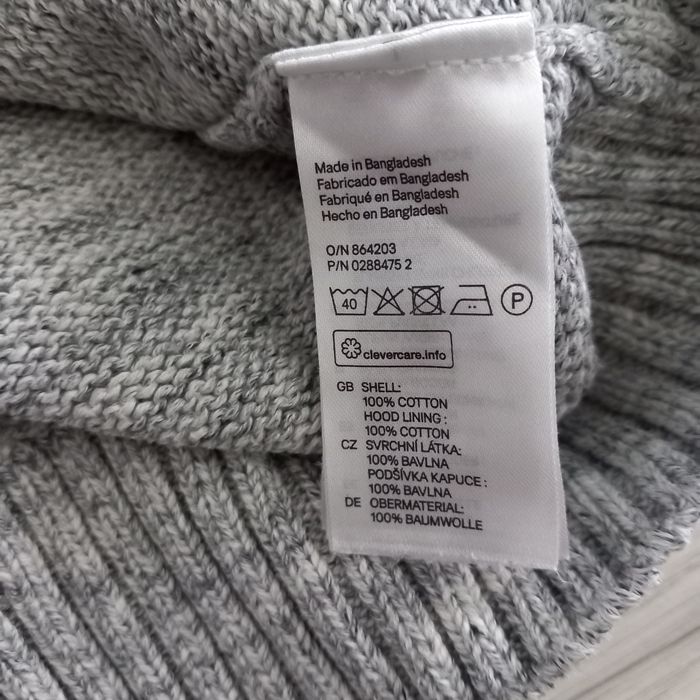 Made in Bangladesh
Fabricado em Bangladesh
Fabriqué en Bangladesh
Hecho en Bangladesh
O/N 864203
P/N 0288475 2
40 P
clevercare.info
GB SHELL:
100% COTTON
HOOD LINING :
100% COTTON
CZ SVRCHNÍ LÁTKA:
100% BAVLNA
PODŠÍVKA KAPUCE :
100% BAVLNA
DE OBERMATERIAL:
100% BAUMWOLLE